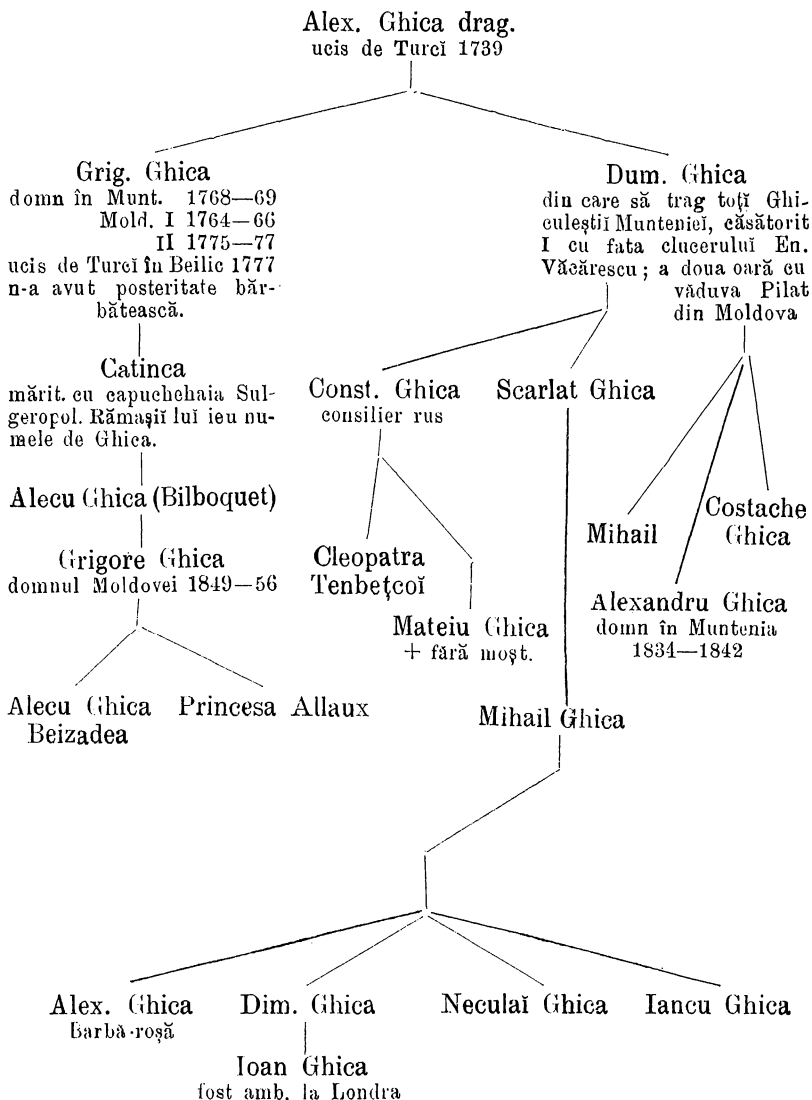 Alex. Ghica drag.
ucis de Turcĭ 1739
Grig. Ghica
domn în Munt. 1768—69
Mold. I 1764—66
II 1775—77
ucis de Turcĭ în Beilic 1777
n-a avut posteritate băr-
bătească.
Dum. Ghica
din care să trag toțĭ Ghi-
culeștiĭ Munteniei, căsătorit
I cu fata clucerului En.
Văcărescu; a doua oară cu
văduva Pilat
din Moldova
Catinca
mărit. cu capuchehaia Sul-
geropol. Rămașiĭ luĭ ieu nu-
mele de Ghica.
Const. Ghica
consilier rus
Scarlat Ghica
Alecu Ghica (Bilboquet)
Mihail
Costache
Ghica
Grigore Ghica
domnul Moldovei 1849—56
Cleopatra
Tenbețcoĭ
Mateiu Ghica
+ fără moșt.
Alexandru Ghica
domn în Muntenia
1834—1842
Alecu Ghica
Beizadea
Princesa Allaux
Mihail Ghica
Alex. Ghica
Barbă-roșă
Dim. Ghica
Neculaĭ Ghica
Iancu Ghica
Ioan Ghica
fost amb. la Londra